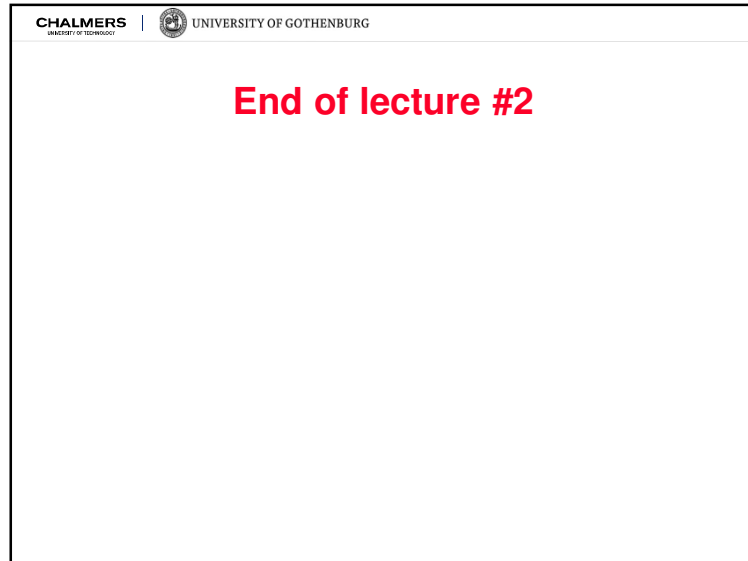 CHALMERS
UNIVERSITY OF TECHNOLOGY
UNIVERSITY OF GOTHENBURG
End of lecture #2